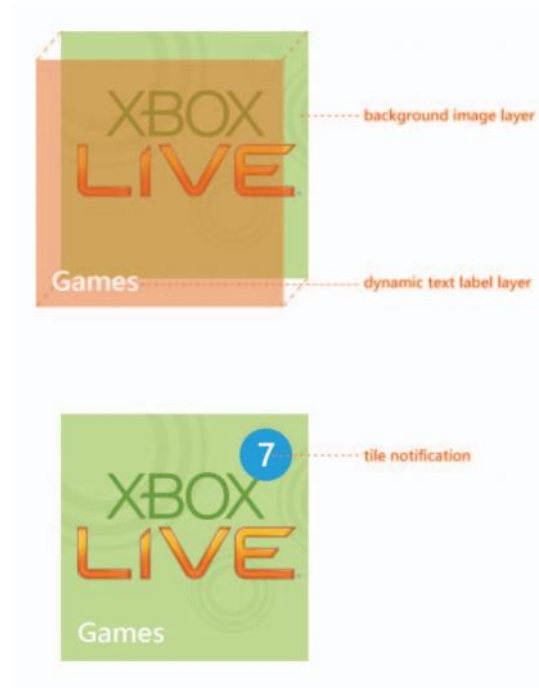 XBOX
background image layer
LIVE
Games
dynamic text label layer
7
tile notification
XBOX
LIVE
Games